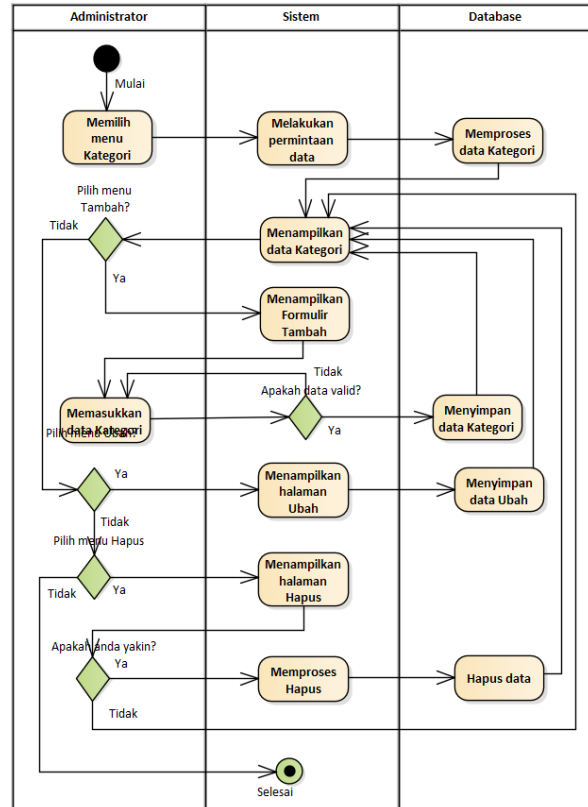 Administrator
Sistem
Database
Mulai
Memilih
menu
Kategori
Melakukan
permintaan
data
Memproses
data Kategori
Pilih menu
Tambah?
Tidak
Ya
Menampilkan
data Kategori
Menampilkan
Formulir
Tambah
Tidak
Apakah data valid?
Ya
Memasukkan
data Kategori
Menyimpan
data Kategori
Pilih menu Ubah?
Ya
Tidak
Menampilkan
halaman
Ubah
Menyimpan
data Ubah
Pilih menu Hapus
Tidak
Ya
Menampilkan
halaman
Hapus
Apakah anda yakin?
Ya
Tidak
Memproses
Hapus
Hapus data
Selesai